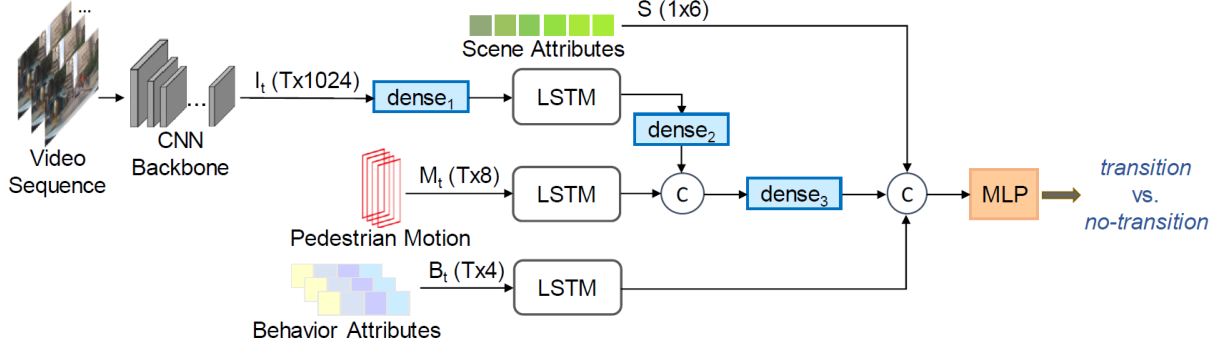 ...
S (1x6)
Scene Attributes
I_t (Tx1024)
dense_1
LSTM
...
CNN
Backbone
Video
Sequence
dense_2
M_t (Tx8)
LSTM
C
dense_3
C
MLP
transition
vs.
no-transition
Pedestrian Motion
B_t (Tx4)
LSTM
Behavior Attributes